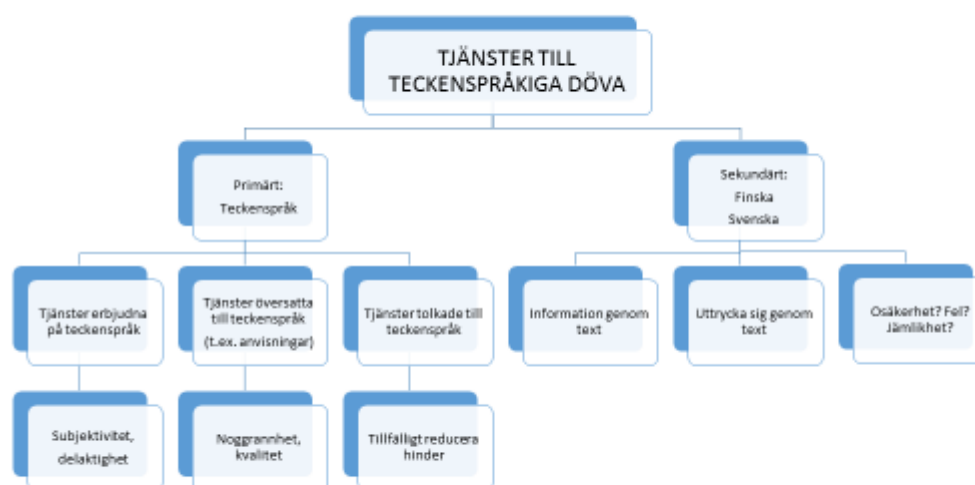 TJÄNSTER TILL
TECKENSPRÅKIGA DÖVA
Primärt:
Teckenspråk
Sekundärt:
Finska
Svenska
Tjänster erbjudna
på teckenspråk
Tjänster översatta
till teckenspråk
(t.ex. anvisningar)
Tjänster tolkade till
teckenspråk
Information genom
text
Uttrycka sig genom
text
Osäkerhet? Fel?
Jämlikhet?
Subjektivitet,
delaktighet
Noggrannhet,
kvalitet
Tillfälligt reducera
hinder